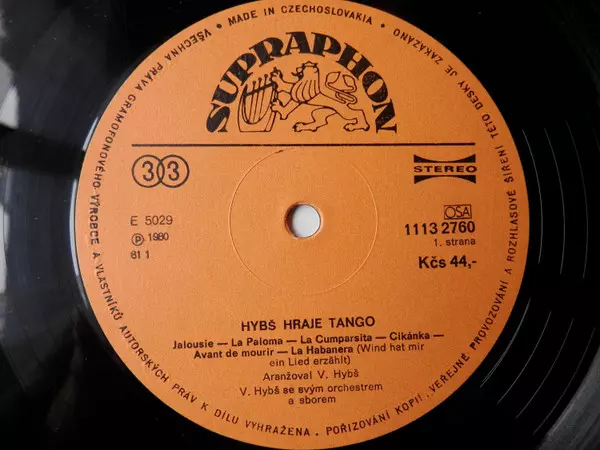 • MADE IN CZECHOSLOVAKIA •
VŠECHNA PRÁVA GRAMOFONOVÉHO VÝROBCE A VLASTNÍKŮ AUTORSKÝCH PRÁV K DÍLU VYHRAŽENA. POŘIZOVÁNÍ KOPIÍ, VEŘEJNÉ PROVOZOVÁNÍ A ROZHLASOVÉ ŠÍŘENÍ TÉTO DESKY JE ZAKÁZÁNO
SUPRAPHON
33
STEREO
E 5029
℗ 1980
81 1
OSA
1113 2760
1. strana
Kčs 44,-
HYBŠ HRAJE TANGO
Jalousie — La Paloma — La Cumparsita — Cikánka —
Avant de mourir — La Habanera (Wind hat mir
ein Lied erzählt)
Aranžoval V. Hybš
V. Hybš se svým orchestrem
a sborem